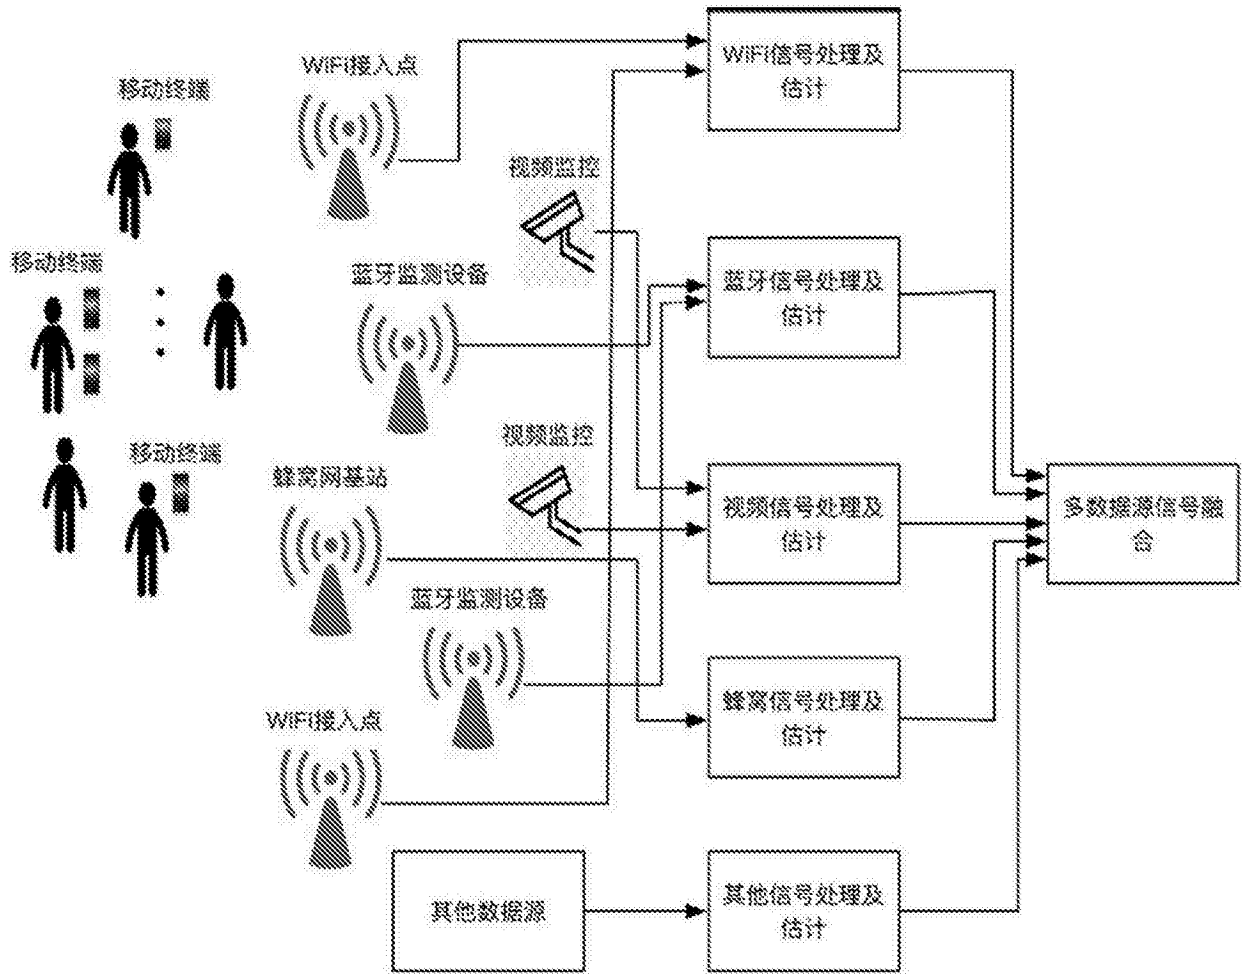 WiFi接入点
移动终端
WiFi信号处理及
估计
视频监控
移动终端
蓝牙监测设备
蓝牙信号处理及
估计
视频监控
移动终端
蜂窝网基站
视频信号处理及
估计
多数据源信号融
合
蓝牙监测设备
WiFi接入点
蜂窝信号处理及
估计
其他数据源
其他信号处理及
估计